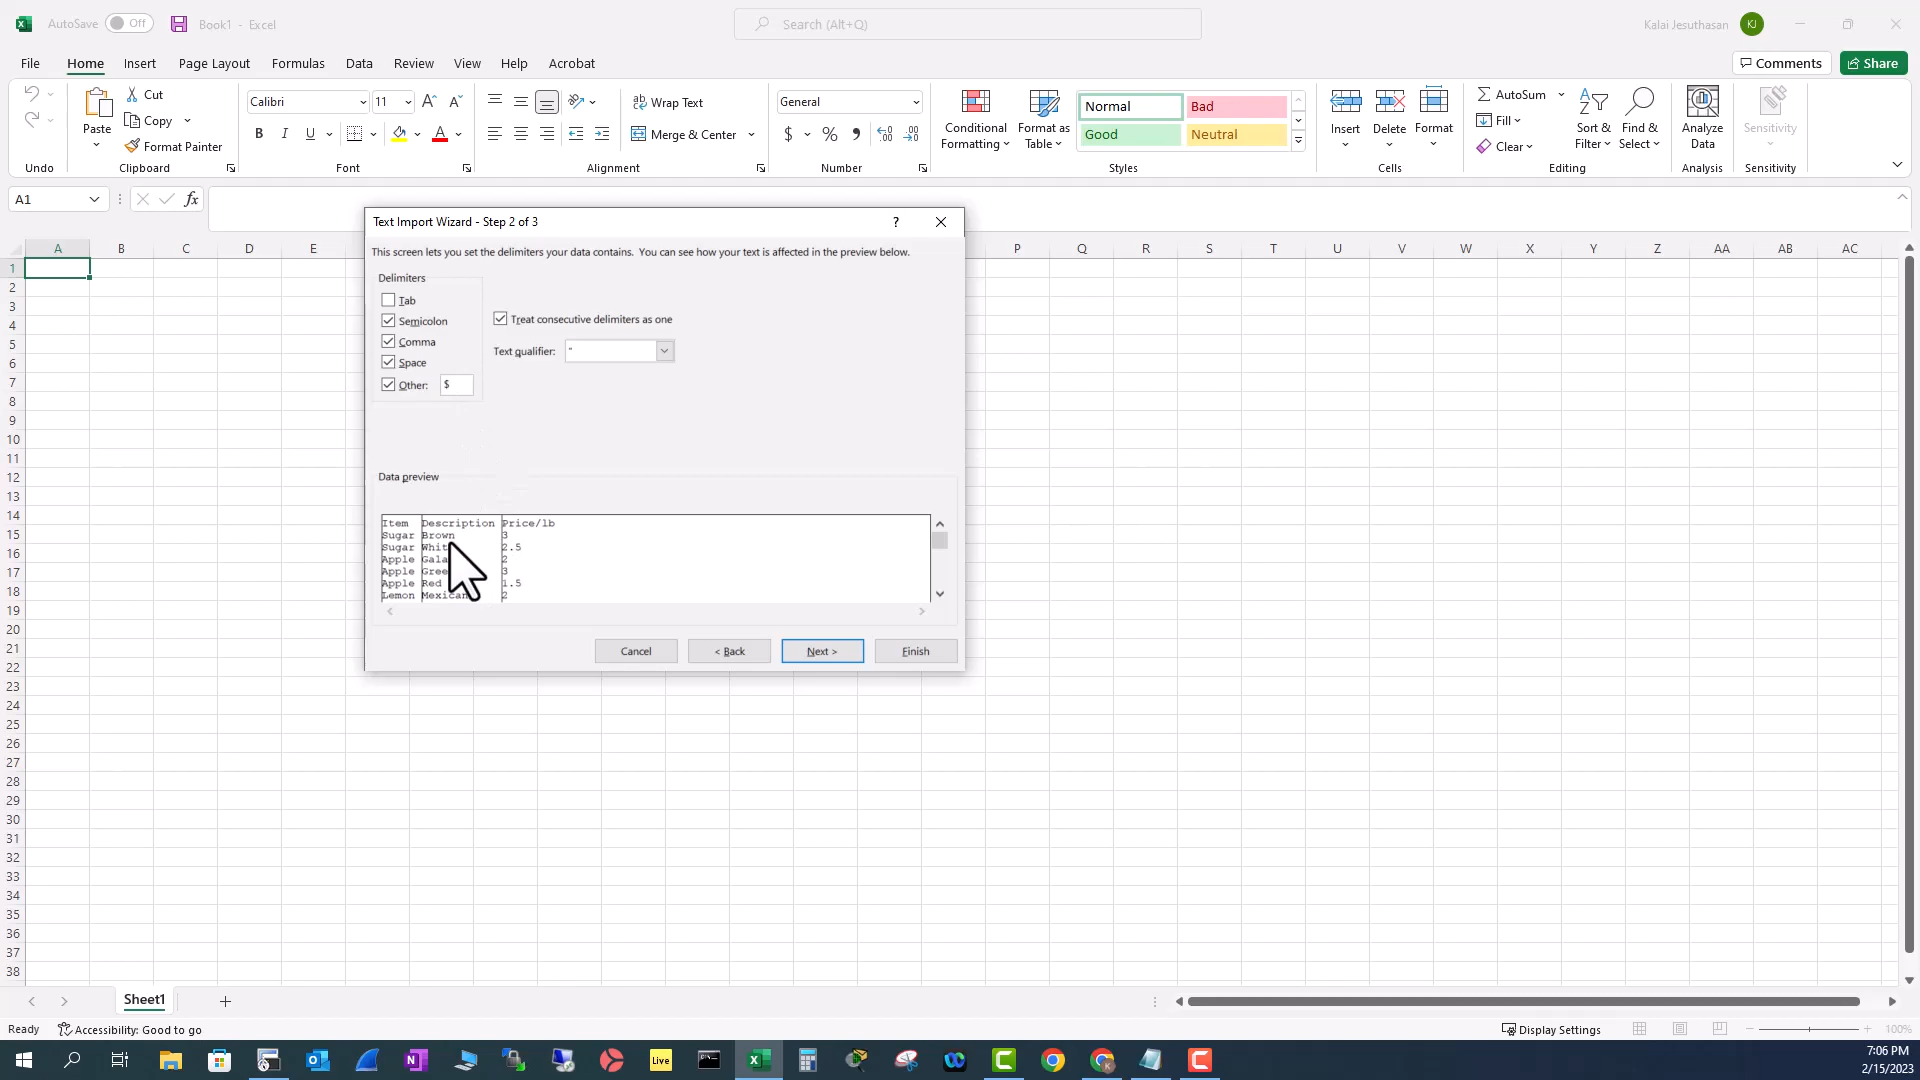 AutoSave Off Book1 - Excel Search (Alt+Q) Kalai Jesuthasan KJ
File Home Insert Page Layout Formulas Data Review View Help Acrobat Comments Share
Paste Cut Copy Format Painter
Calibri 11
B I U A
Wrap Text
Merge & Center
General
$ %
Conditional Formatting Format as Table
Normal Bad
Good Neutral
Insert Delete Format
AutoSum
Fill
Clear
Sort & Filter Find & Select
Analyze Data
Sensitivity
Undo Clipboard Font Alignment Number Styles Cells Editing Analysis Sensitivity
A1 fx
Text Import Wizard - Step 2 of 3 ?
A B C D E P Q R S T U V W X Y Z AA AB AC
This screen lets you set the delimiters your data contains. You can see how your text is affected in the preview below.
Delimiters
Tab
Semicolon
Comma
Space
Other: $
Treat consecutive delimiters as one
Text qualifier: "
Data preview
Item Description Price/lb
Sugar Brown 3
Sugar 2.5
Apple Gala 2
Apple 3
Apple Red 1.5
Lemon Mexican 2
Cancel < Back Next > Finish
1
2
3
4
5
6
7
8
9
10
11
12
13
14
15
16
17
18
19
20
21
22
23
24
25
26
27
28
29
30
31
32
33
34
35
36
37
38
Sheet1
Ready Accessibility: Good to go Display Settings 100%
Live
7:06 PM
2/15/2023